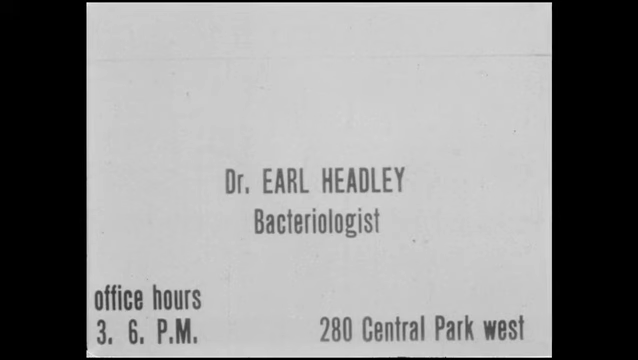 Dr. EARL HEADLEY
Bacteriologist
office hours
3. 6. P.M.
280 Central Park west